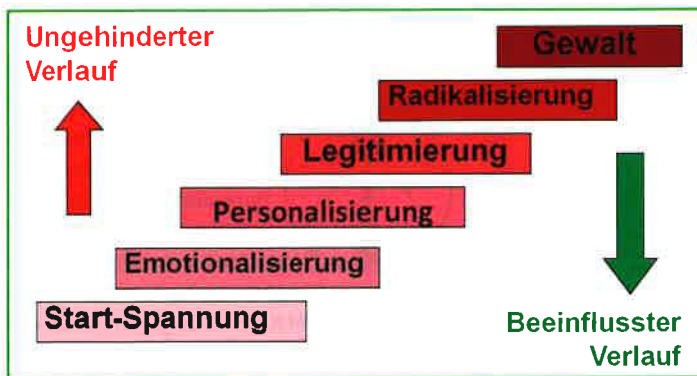 Ungehinderter
Verlauf
Gewalt
Radikalisierung
Legitimierung
Personalisierung
Emotionalisierung
Start-Spannung
Beeinflusster
Verlauf